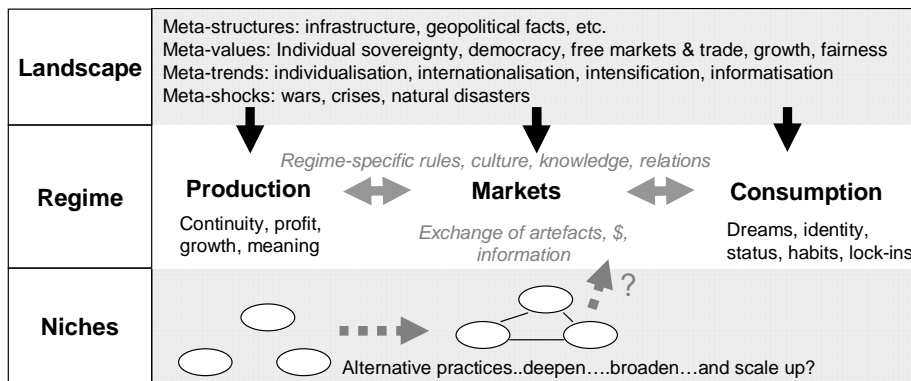 Landscape
Meta-structures: infrastructure, geopolitical facts, etc.
Meta-values: Individual sovereignty, democracy, free markets & trade, growth, fairness
Meta-trends: individualisation, internationalisation, intensification, informatisation
Meta-shocks: wars, crises, natural disasters
Regime
Regime-specific rules, culture, knowledge, relations
Production
Markets
Consumption
Continuity, profit,
growth, meaning
Exchange of artefacts, $,
information
Dreams, identity,
status, habits, lock-ins
Niches
?
Alternative practices..deepen….broaden…and scale up?